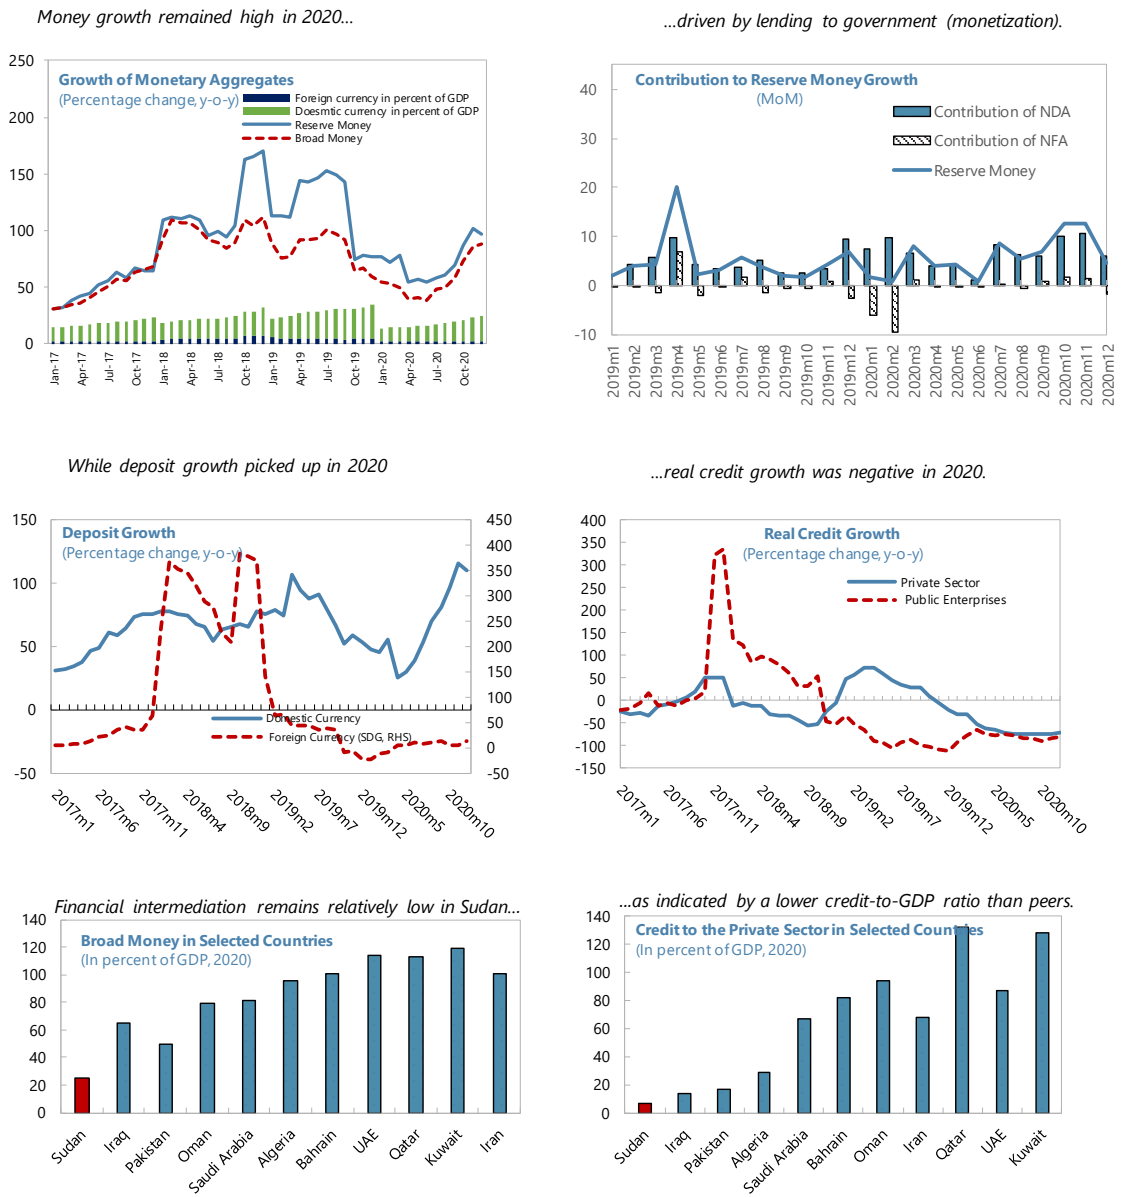 Money growth remained high in 2020...
Growth of Monetary Aggregates
(Percentage change, y-o-y)
Foreign currency in percent of GDP
Doesmtic currency in percent of GDP
Reserve Money
Broad Money
250
200
150
100
50
0
Jan-17
Apr-17
Jul-17
Oct-17
Jan-18
Apr-18
Jul-18
Oct-18
Jan-19
Apr-19
Jul-19
Oct-19
Jan-20
Apr-20
Jul-20
Oct-20
...driven by lending to government (monetization).
Contribution to Reserve Money Growth
(MoM)
Contribution of NDA
Contribution of NFA
Reserve Money
40
30
20
10
0
-10
2019m1
2019m2
2019m3
2019m4
2019m5
2019m6
2019m7
2019m8
2019m9
2019m10
2019m11
2019m12
2020m1
2020m2
2020m3
2020m4
2020m5
2020m6
2020m7
2020m8
2020m9
2020m10
2020m11
2020m12
While deposit growth picked up in 2020
Deposit Growth
(Percentage change, y-o-y)
150
100
50
0
-50
450
400
350
300
250
200
150
100
50
0
-50
Domestic Currency
Foreign Currency (SDG, RHS)
2017m1
2017m6
2017m11
2018m4
2018m9
2019m2
2019m7
2019m12
2020m5
2020m10
...real credit growth was negative in 2020.
Real Credit Growth
(Percentage change, y-o-y)
Private Sector
Public Enterprises
400
350
300
250
200
150
100
50
0
-50
-100
-150
2017m1
2017m6
2017m11
2018m4
2018m9
2019m2
2019m7
2019m12
2020m5
2020m10
Financial intermediation remains relatively low in Sudan...
Broad Money in Selected Countries
(In percent of GDP, 2020)
140
120
100
80
60
40
20
0
Sudan
Iraq
Pakistan
Oman
Saudi Arabia
Algeria
Bahrain
UAE
Qatar
Kuwait
Iran
...as indicated by a lower credit-to-GDP ratio than peers.
Credit to the Private Sector in Selected Countries
(In percent of GDP, 2020)
140
120
100
80
60
40
20
0
Sudan
Iraq
Pakistan
Algeria
Saudi Arabia
Bahrain
Oman
Iran
Qatar
UAE
Kuwait